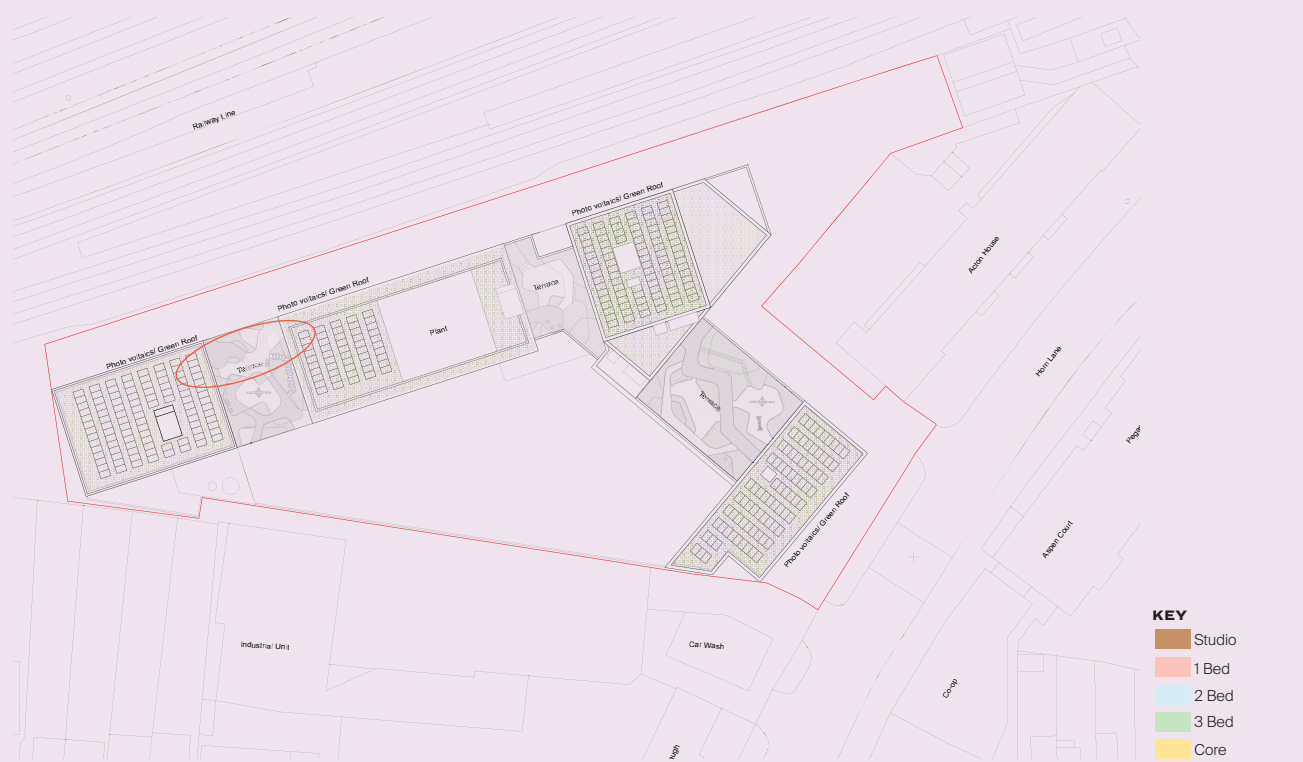 Railway Line
Photo voltaics/ Green Roof
Acton House
Photo voltaics/ Green Roof
Terrace
Plant
Photo voltaics/ Green Roof
Terrace
Horn Lane
Terrace
Photo voltaics/ Green Roof
Aspen Court
KEY
Studio
1 Bed
2 Bed
3 Bed
Core
Industrial Unit
Car Wash
Co-op